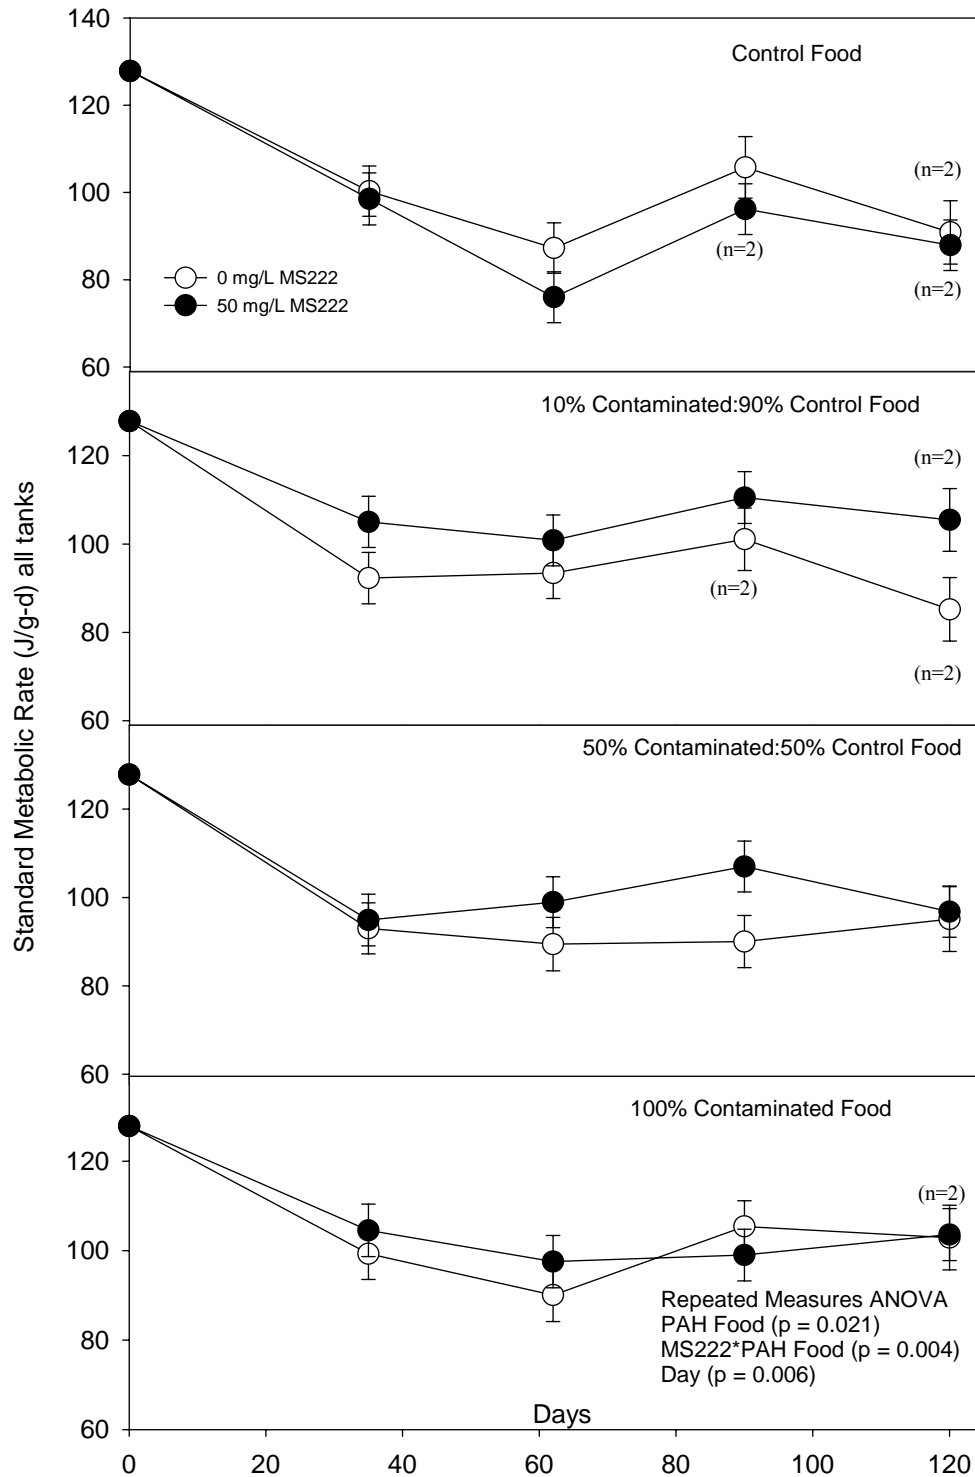 140
Control Food
120
(n=2)
100
(n=2)
0 mg/L MS222
80
(n=2)
50 mg/L MS222
60
10% Contaminated:90% Control Food
120
(n=2)
100
(n=2)
80
(n=2)
60
Standard Metabolic Rate (J/g-d) all tanks
50% Contaminated:50% Control Food
120
100
80
60
100% Contaminated Food
120
(n=2)
100
Repeated Measures ANOVA
PAH Food (p = 0.021)
80
MS222*PAH Food (p = 0.004)
Day (p = 0.006)
60
Days
0 20 40 60 80 100 120